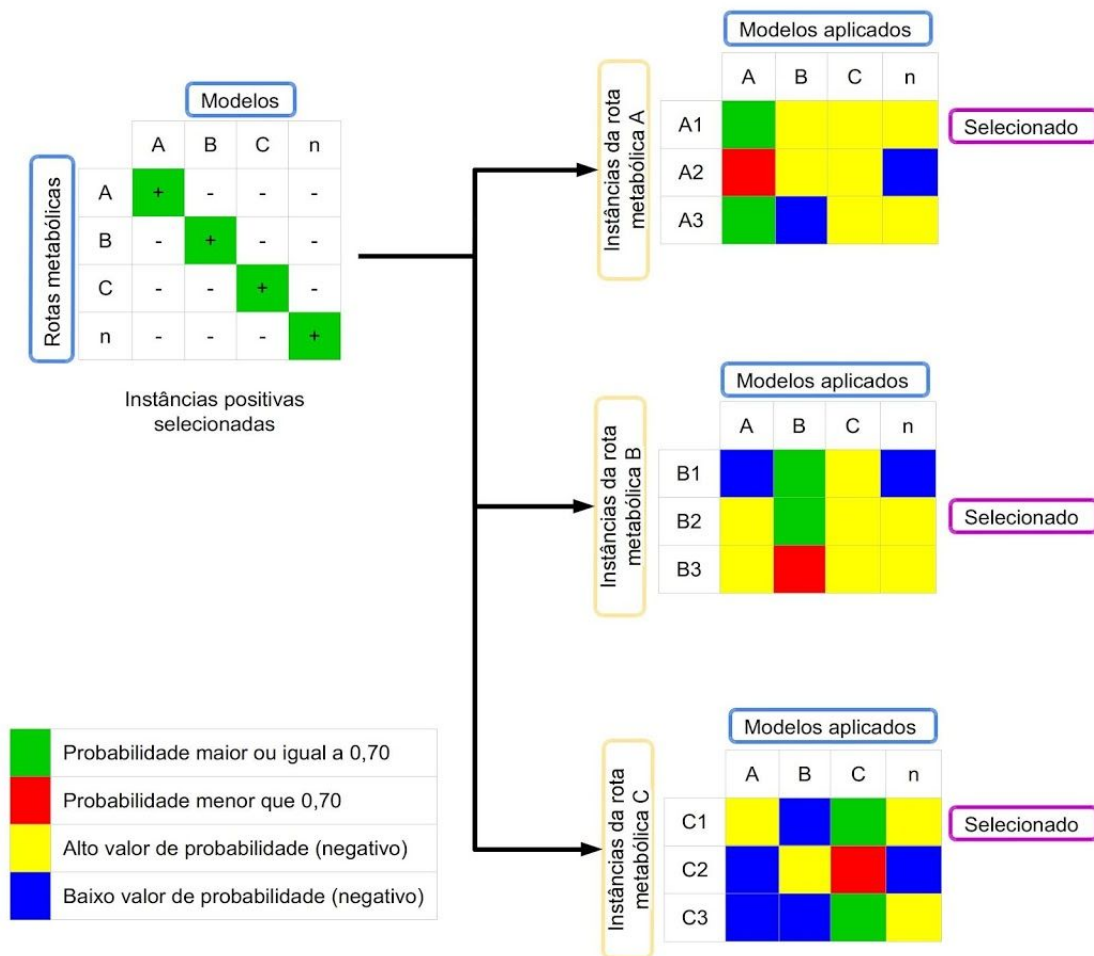 Modelos
A B C n
Rotas metabólicas
A + - - -
B - + - -
C - - + -
n - - - +
Instâncias positivas
selecionadas
Modelos aplicados
A B C n
Instâncias da rota
metabólica A
A1
A2
A3
Selecionado
Modelos aplicados
A B C n
Instâncias da rota
metabólica B
B1
B2
B3
Selecionado
Modelos aplicados
A B C n
Instâncias da rota
metabólica C
C1
C2
C3
Selecionado
Probabilidade maior ou igual a 0,70
Probabilidade menor que 0,70
Alto valor de probabilidade (negativo)
Baixo valor de probabilidade (negativo)